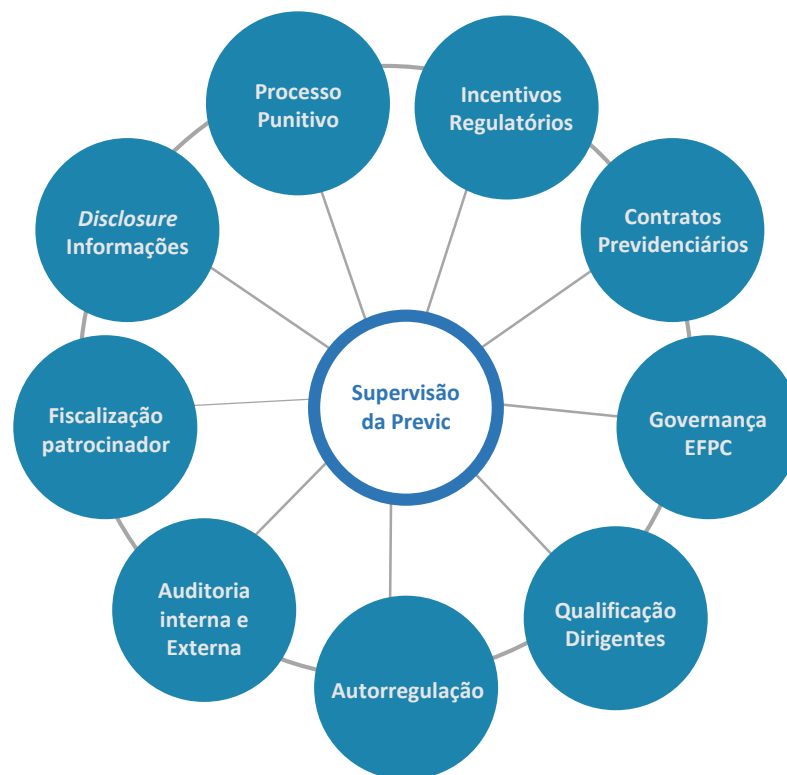 Processo
Punitivo
Incentivos
Regulatórios
Disclosure
Informações
Contratos
Previdenciários
Supervisão
da Previc
Fiscalização
patrocinador
Governança
EFPC
Auditoria
interna e
Externa
Qualificação
Dirigentes
Autorregulação